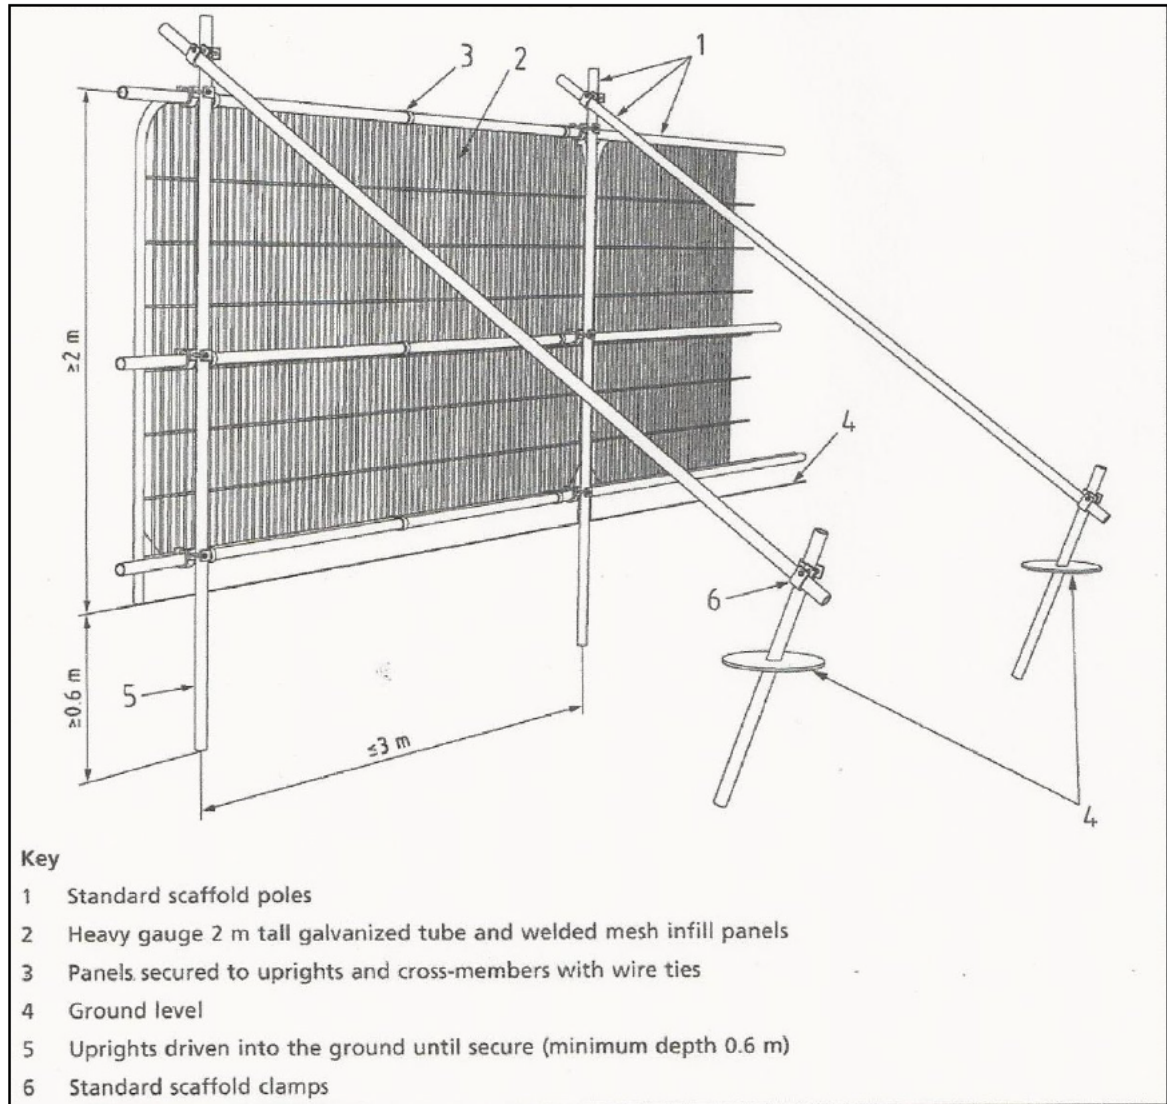 1
3
2
≥2 m
4
6
5
≥0.6 m
≤3 m
4
Key
1 Standard scaffold poles
2 Heavy gauge 2 m tall galvanized tube and welded mesh infill panels
3 Panels secured to uprights and cross-members with wire ties
4 Ground level
5 Uprights driven into the ground until secure (minimum depth 0.6 m)
6 Standard scaffold clamps